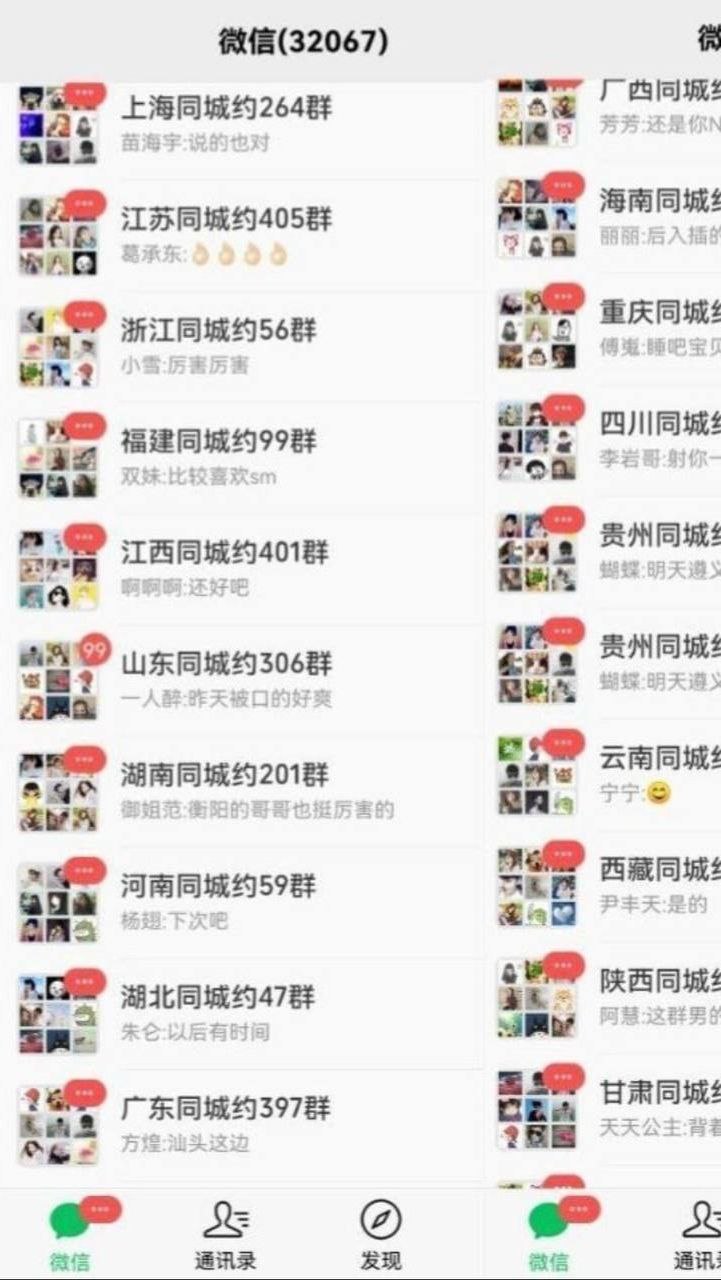 微信(32067)
上海同城约264群
苗海宇:说的也对
江苏同城约405群
葛承东:👌🏻👌🏻👌🏻👌🏻
浙江同城约56群
小雪:厉害厉害
福建同城约99群
双妹:比较喜欢sm
江西同城约401群
啊啊啊:还好吧
99
山东同城约306群
一人醉:昨天被口的好爽
湖南同城约201群
御姐范:衡阳的哥哥也挺厉害的
河南同城约59群
杨翅:下次吧
湖北同城约47群
朱仑:以后有时间
广东同城约397群
方煌:汕头这边
微信
通讯录
发现
微
广西同城约
芳芳:还是你N
海南同城约
丽丽:后入插的
重庆同城约
傅嵬:睡吧宝贝
四川同城约
李岩哥:射你一
贵州同城约
蝴蝶:明天遵义
贵州同城约
蝴蝶:明天遵义
云南同城约
宁宁:😄
西藏同城约
尹丰天:是的
陕西同城约
阿慧:这群男的
甘肃同城约
天天公主:背着
微信
通讯录